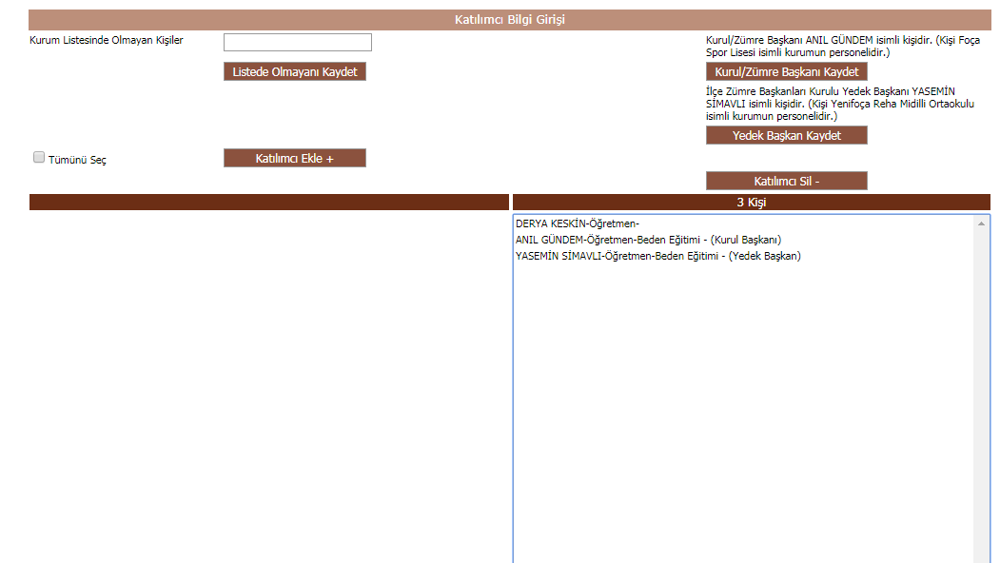 Katılımcı Bilgi Girişi
Kurum Listesinde Olmayan Kişiler
Listede Olmayanı Kaydet
Kurul/Zümre Başkanı ANIL GÜNDEM isimli kişidir. (Kişi Foça
Spor Lisesi isimli kurumun personelidir.)
Kurul/Zümre Başkanı Kaydet
İlçe Zümre Başkanları Kurulu Yedek Başkanı YASEMİN
SİMAVLI isimli kişidir. (Kişi Yenifoça Reha Midilli Ortaokulu
isimli kurumun personelidir.)
Yedek Başkan Kaydet
Tümünü Seç
Katılımcı Ekle +
Katılımcı Sil -
3 Kişi
DERYA KESKİN-Öğretmen-
ANIL GÜNDEM-Öğretmen-Beden Eğitimi - (Kurul Başkanı)
YASEMİN SİMAVLI-Öğretmen-Beden Eğitimi - (Yedek Başkan)